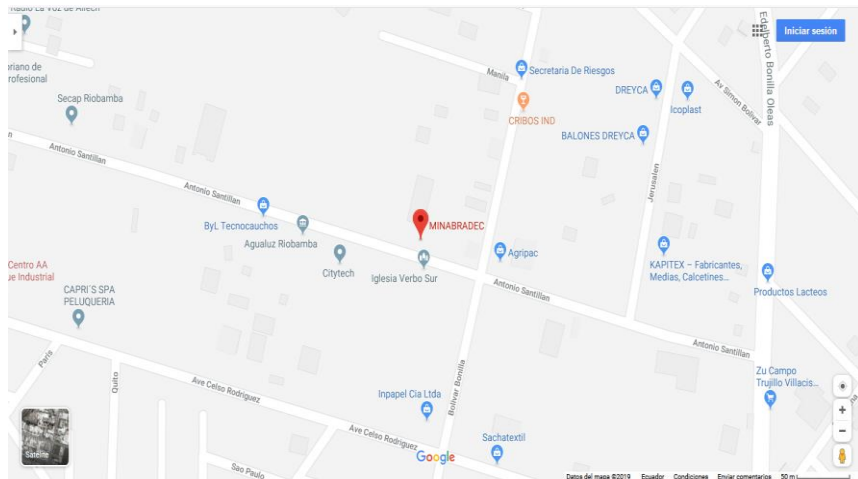 Radio La Voz de AIIECH
Iniciar sesión
oriano de
rofesional
Secap Riobamba
Manila
Secretaria De Riesgos
CRIBOS IND
DREYCA
Icoplast
BALONES DREYCA
Edelberto Bonilla Oleas
Av Simon Bolivar
n
Antonio Santillan
Antonio Santillan
Jerusalen
ByL Tecnocauchos
Agualuz Riobamba
MINABRADEC
Citytech
Iglesia Verbo Sur
Agripac
KAPITEX – Fabricantes,
Medias, Calcetines...
Productos Lacteos
Centro AA
ue Industrial
CAPRI´S SPA
PELUQUERIA
Antonio Santillan
Antonio Santillan
Paris
Quito
Ave Celso Rodriguez
Inpapel Cia Ltda
Bolivar Bonilla
Zu Campo
Trujillo Villacis...
Ave Celso Rodriguez
Sachatextil
Satélite
Sao Paulo
Google
Datos del mapa ©2019 Ecuador Condiciones Enviar comentarios 50 m